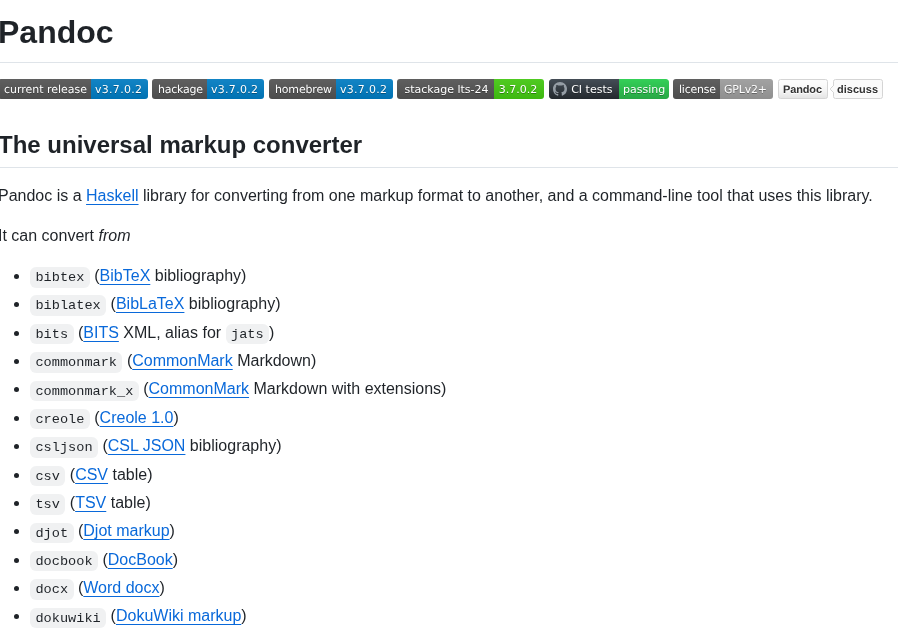 Pandoc
current release v3.7.0.2 hackage v3.7.0.2 homebrew v3.7.0.2 stackage lts-24 3.7.0.2 CI tests passing license GPLv2+ Pandoc discuss
The universal markup converter
Pandoc is a Haskell library for converting from one markup format to another, and a command-line tool that uses this library.
It can convert from
• bibtex (BibTeX bibliography)
• biblatex (BibLaTeX bibliography)
• bits (BITS XML, alias for jats )
• commonmark (CommonMark Markdown)
• commonmark_x (CommonMark Markdown with extensions)
• creole (Creole 1.0)
• csljson (CSL JSON bibliography)
• csv (CSV table)
• tsv (TSV table)
• djot (Djot markup)
• docbook (DocBook)
• docx (Word docx)
• dokuwiki (DokuWiki markup)